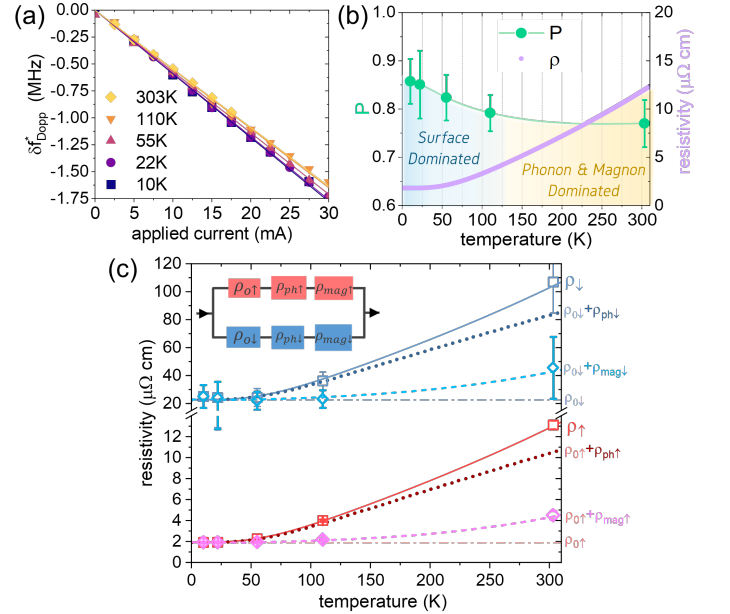 (a)
0.00
-0.25
-0.50
-0.75
-1.00
-1.25
-1.50
-1.75
δf*Dopp (MHz)
303K
110K
55K
22K
10K
0 5 10 15 20 25 30
applied current (mA)
(b)
P
ρ
1.0
0.9
0.8
0.7
0.6
P
Surface
Dominated
Phonon & Magnon
Dominated
20
15
10
5
0
resistivity (μΩ cm)
0 50 100 150 200 250 300
temperature (K)
(c)
ρo↑ ρph↑ ρmag↑
ρo↓ ρph↓ ρmag↓
120
100
80
60
40
20
12
10
8
6
4
2
0
resistivity (μΩ cm)
ρ↓
ρ0↓+ρph↓
ρ0↓+ρmag↓
ρ0↓
ρ↑
ρ0↑+ρph↑
ρ0↑+ρmag↑
ρ0↑
0 50 100 150 200 250 300
temperature (K)